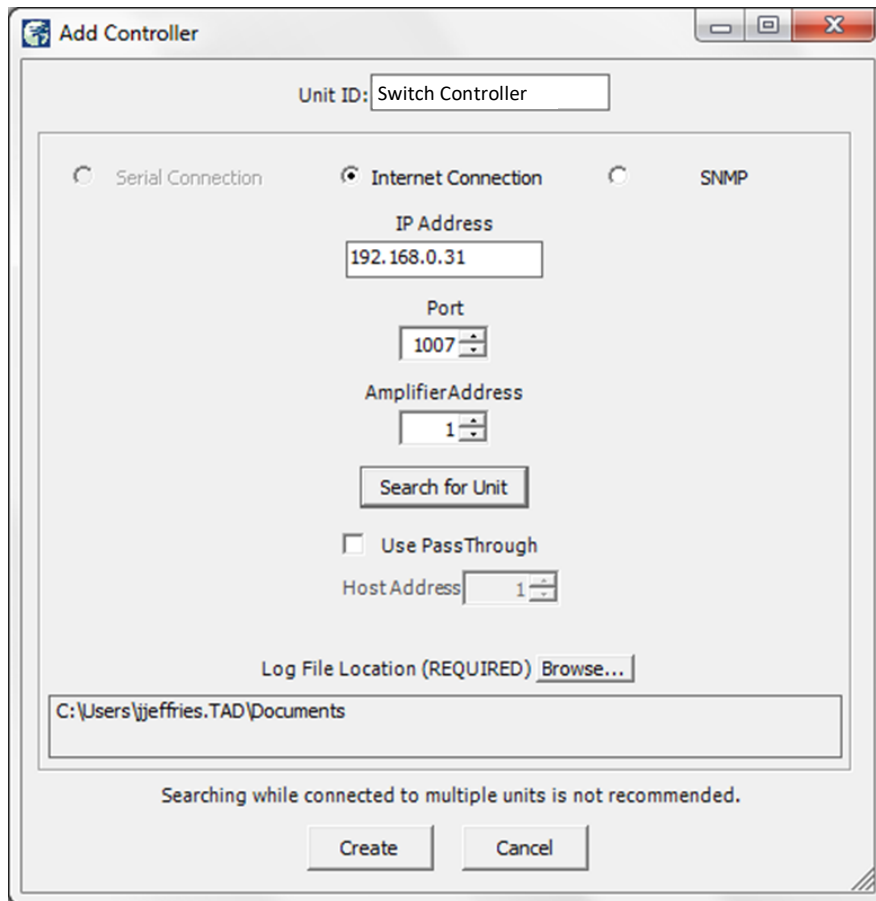 Add Controller
Unit ID: Switch Controller
Serial Connection Internet Connection SNMP
IP Address
192.168.0.31
Port
1007
AmplifierAddress
1
Search for Unit
Use PassThrough
Host Address 1
Log File Location (REQUIRED) Browse...
C:\Users\jjeffries.TAD\Documents
Searching while connected to multiple units is not recommended.
Create Cancel